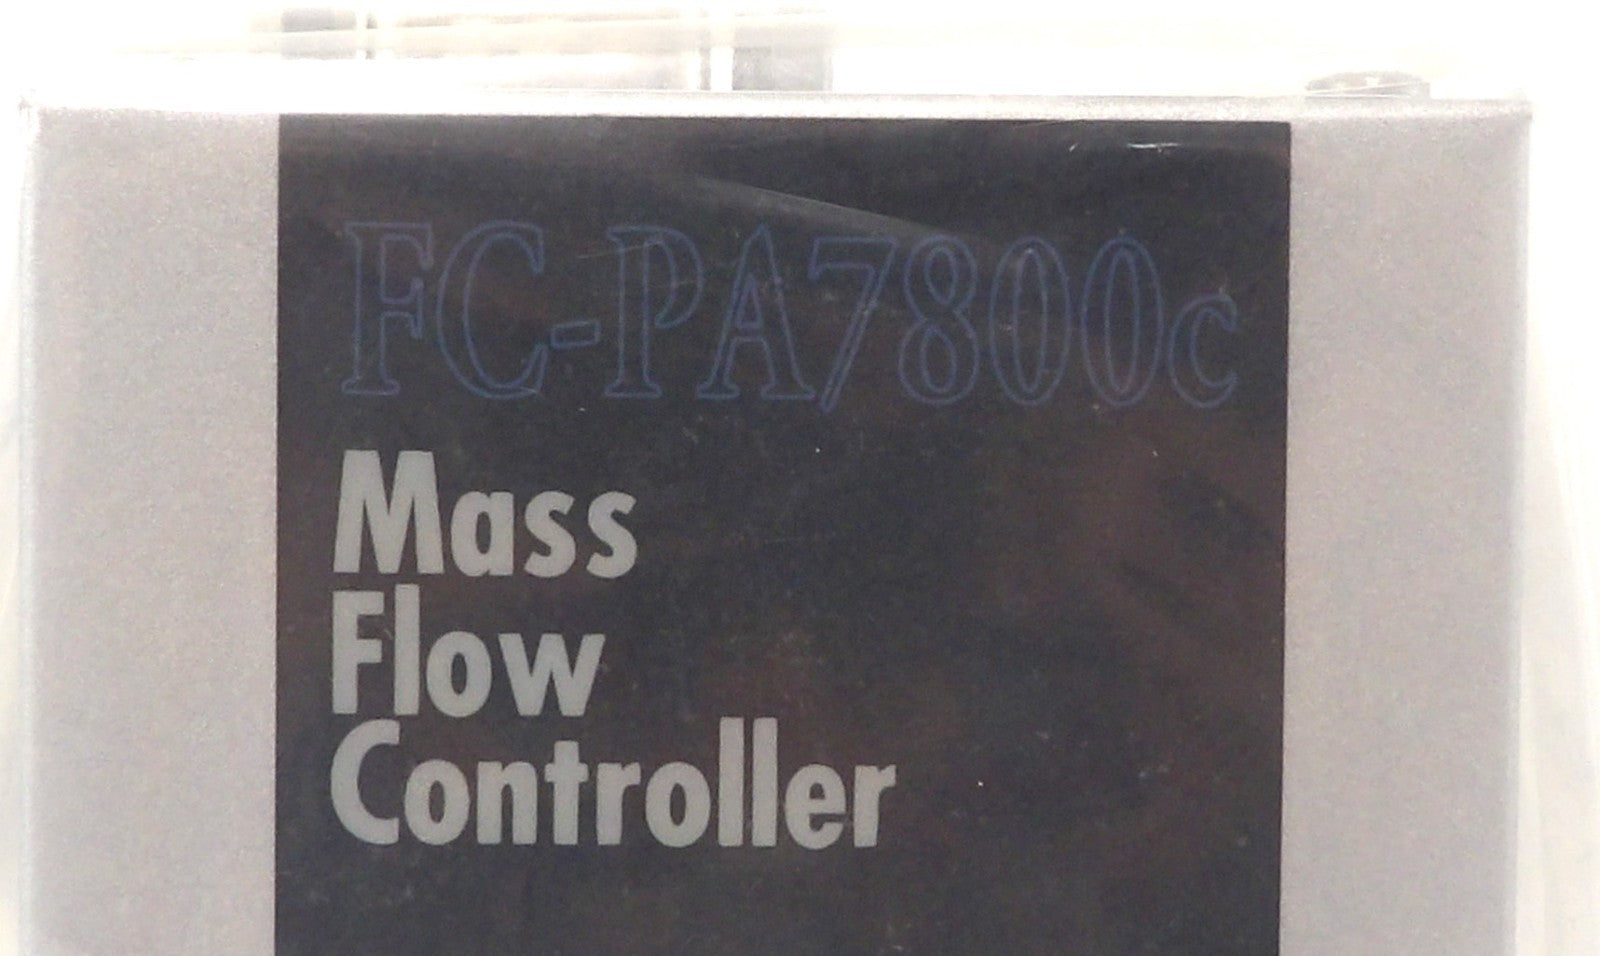 FC-PA7800c
Mass
Flow
Controller